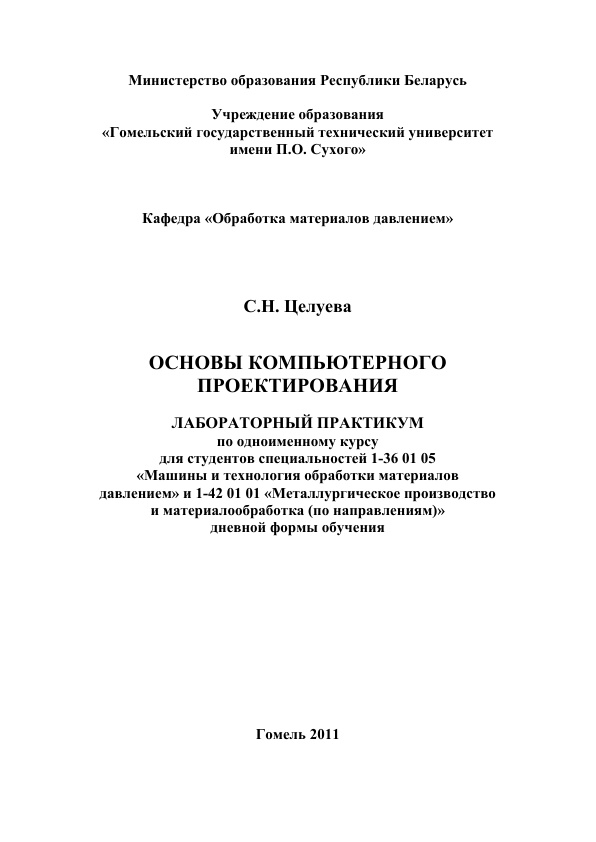 Министерство образования Республики Беларусь
Учреждение образования
«Гомельский государственный технический университет
имени П.О. Сухого»
Кафедра «Обработка материалов давлением»
С.Н. Целуева
ОСНОВЫ КОМПЬЮТЕРНОГО
ПРОЕКТИРОВАНИЯ
ЛАБОРАТОРНЫЙ ПРАКТИКУМ
по одноименному курсу
для студентов специальностей 1-36 01 05
«Машины и технология обработки материалов
давлением» и 1-42 01 01 «Металлургическое производство
и материалообработка (по направлениям)»
дневной формы обучения
Гомель 2011